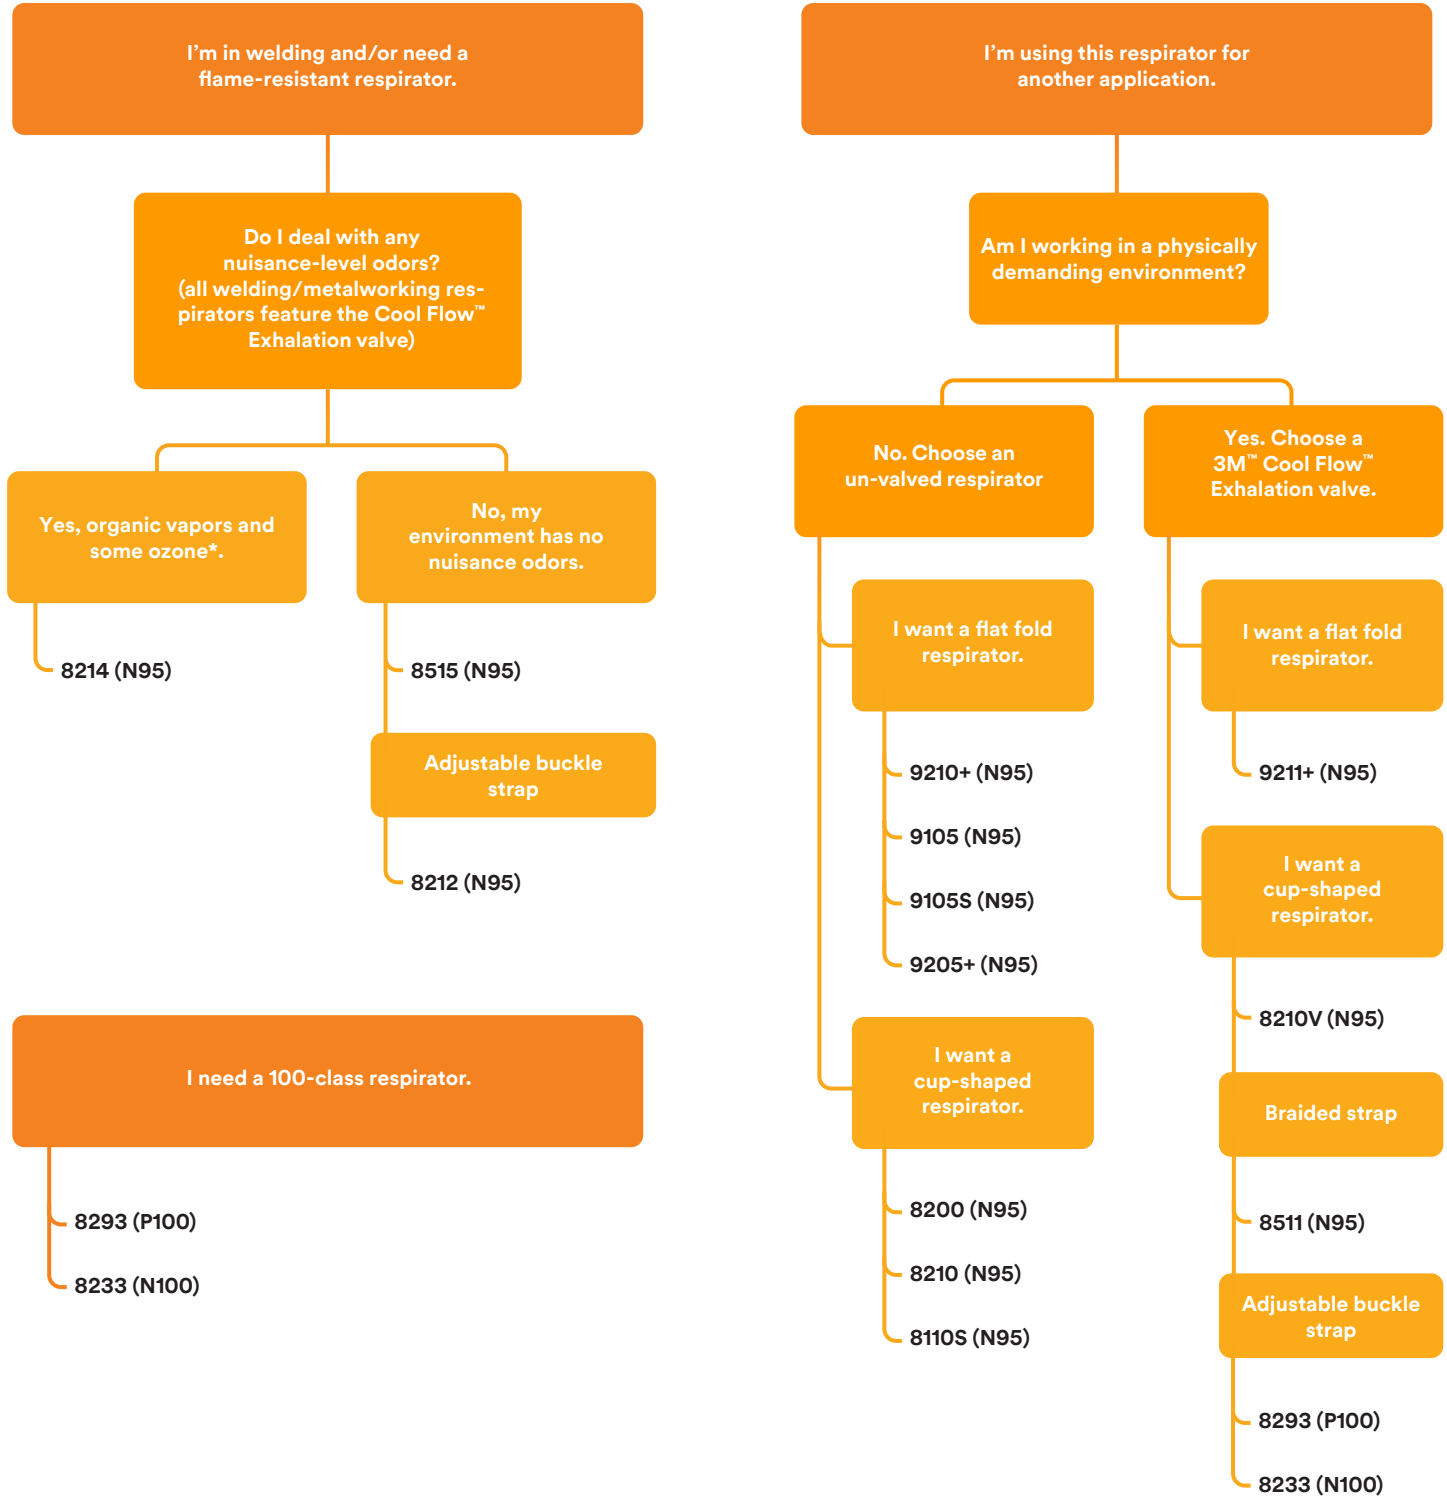 I'm in welding and/or need a
flame-resistant respirator.
Do I deal with any
nuisance-level odors?
(all welding/metalworking res-
pirators feature the Cool Flow™
Exhalation valve)
Yes, organic vapors and
some ozone*.
8214 (N95)
No, my
environment has no
nuisance odors.
8515 (N95)
Adjustable buckle
strap
8212 (N95)
I need a 100-class respirator.
8293 (P100)
8233 (N100)
I'm using this respirator for
another application.
Am I working in a physically
demanding environment?
No. Choose an
un-valved respirator
I want a flat fold
respirator.
9210+ (N95)
9105 (N95)
9105S (N95)
9205+ (N95)
I want a
cup-shaped
respirator.
8200 (N95)
8210 (N95)
8110S (N95)
Yes. Choose a
3M™ Cool Flow™
Exhalation valve.
I want a flat fold
respirator.
9211+ (N95)
I want a
cup-shaped
respirator.
8210V (N95)
Braided strap
8511 (N95)
Adjustable buckle
strap
8293 (P100)
8233 (N100)